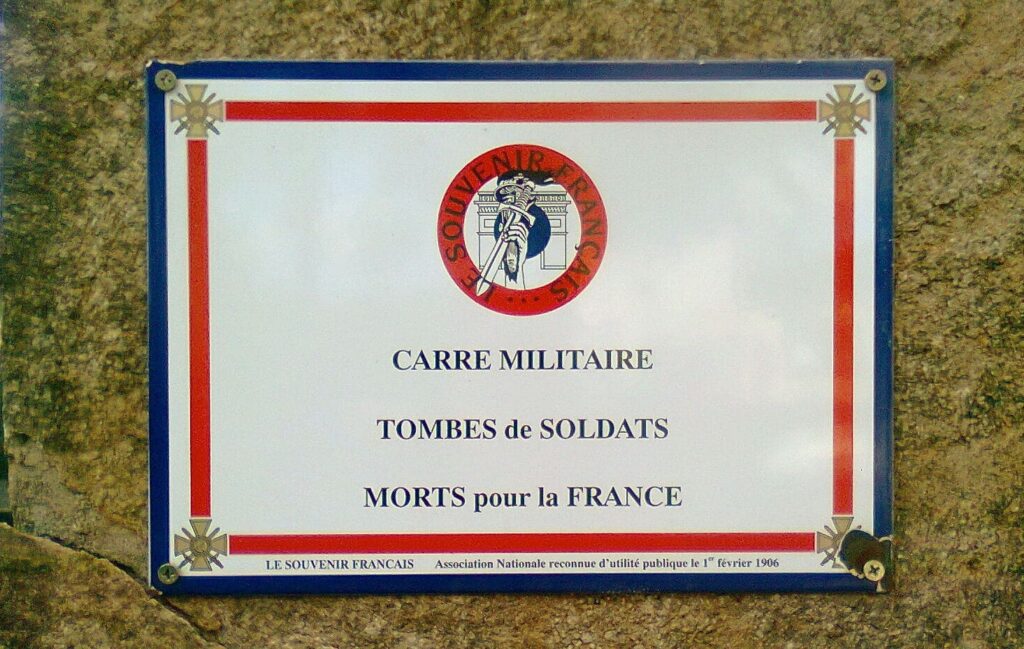 LE SOUVENIR FRANÇAIS...
CARRE MILITAIRE
TOMBES de SOLDATS
MORTS pour la FRANCE
LE SOUVENIR FRANCAIS Association Nationale reconnue d'utilité publique le 1er février 1906